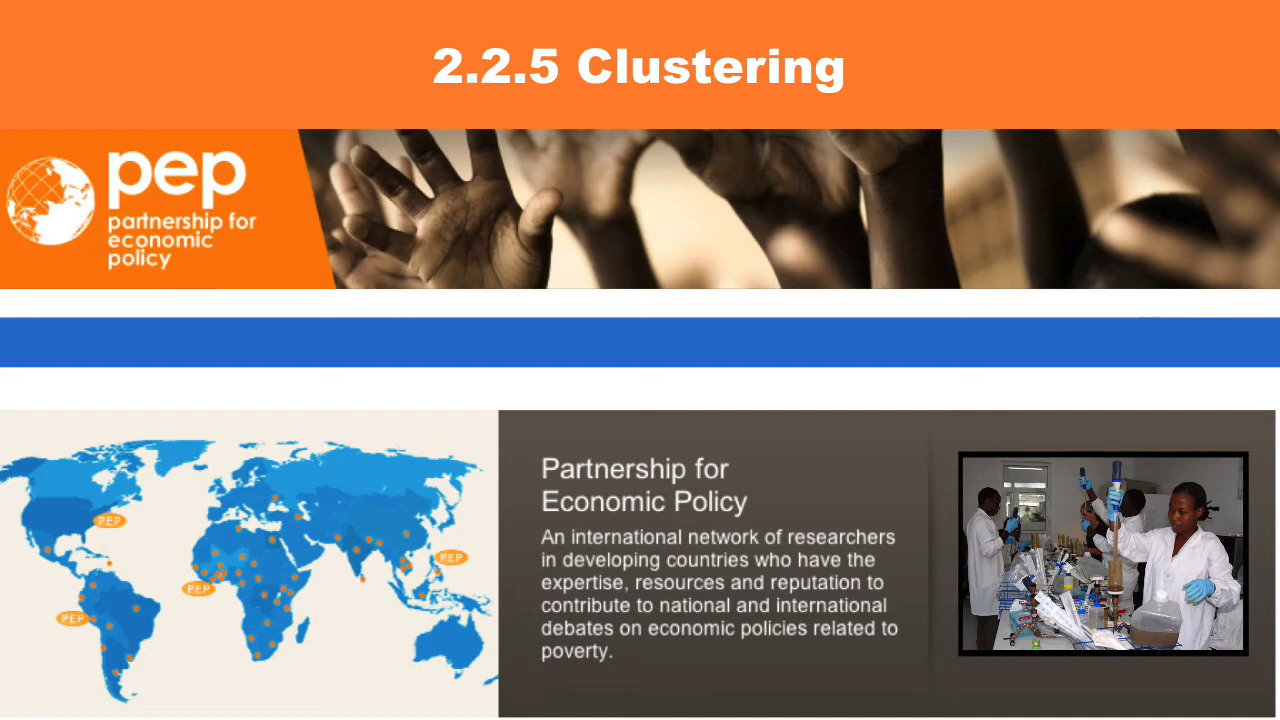 2.2.5 Clustering
pep
partnership for
economic
policy
PEP
PEP
PEP
PEP
Partnership for
Economic Policy
An international network of researchers
in developing countries who have the
expertise, resources and reputation to
contribute to national and international
debates on economic policies related to
poverty.